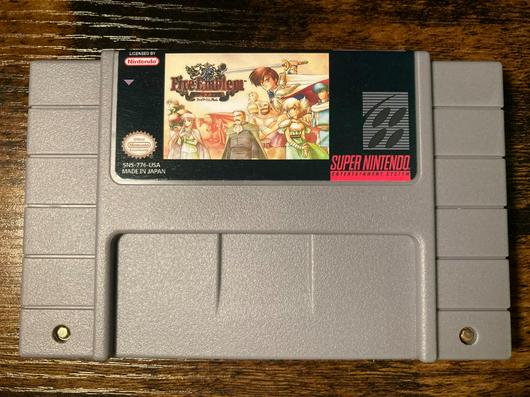 LICENSED BY
Nintendo
Fire Emblem
SNS-776-USA
MADE IN JAPAN
SUPER NINTENDO
ENTERTAINMENT SYSTEM